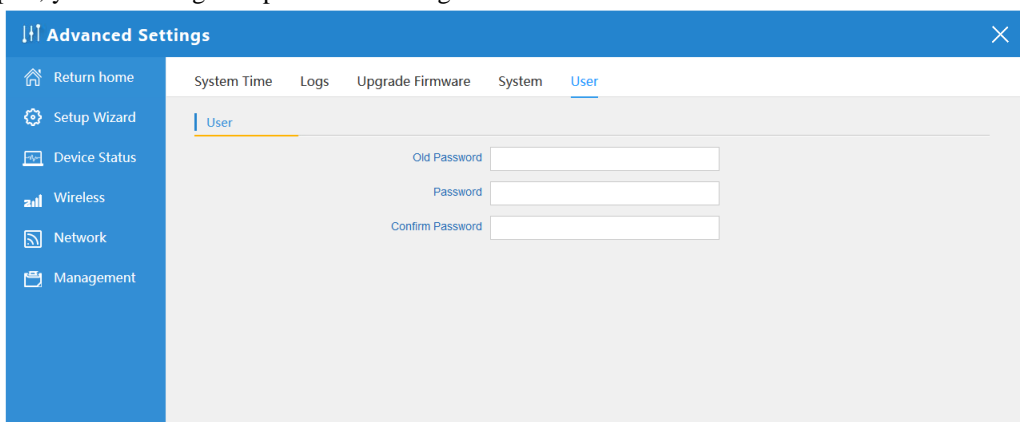 Advanced Settings
Return home
Setup Wizard
Device Status
Wireless
Network
Management
System Time Logs Upgrade Firmware System User
User
Old Password
Password
Confirm Password